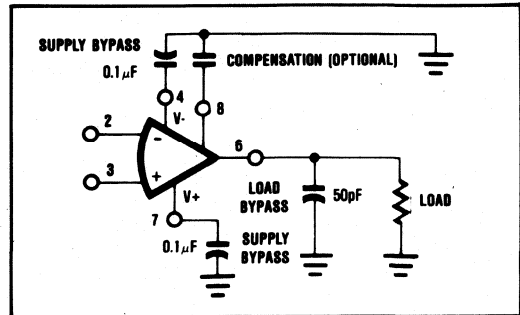 SUPPLY BYPASS
0.1μF
COMPENSATION (OPTIONAL)
4
8
V-
2
-
6
3
+
V+
LOAD
BYPASS
50pF
LOAD
7
0.1μF
SUPPLY
BYPASS